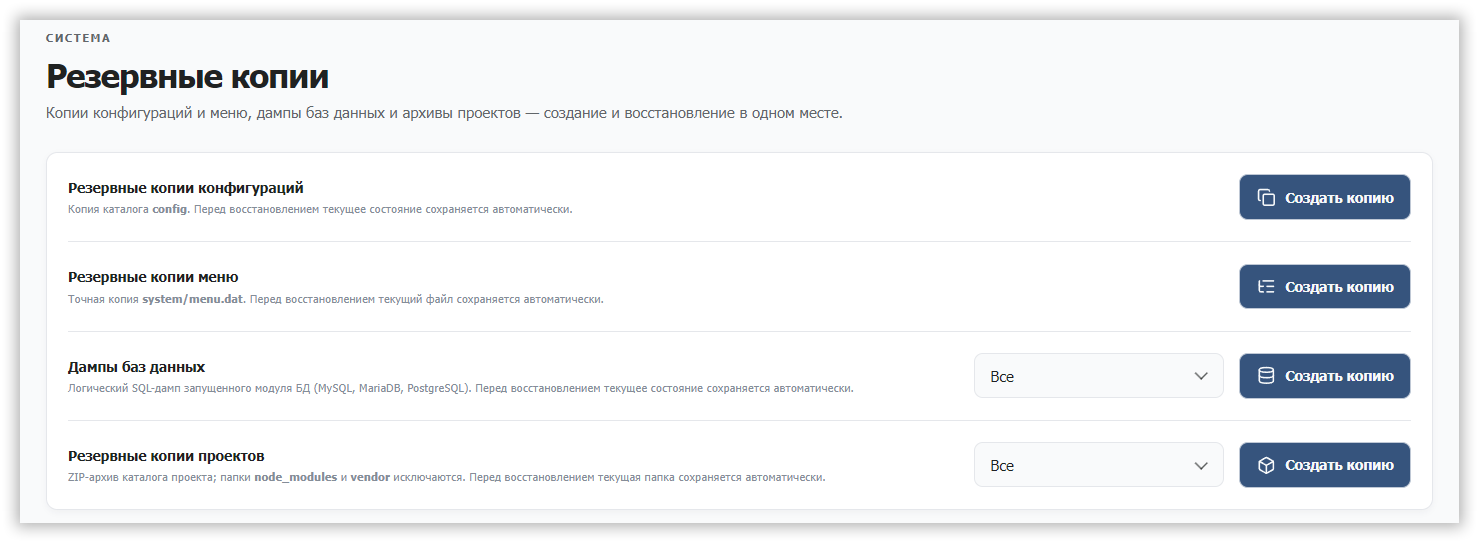 СИСТЕМА
Резервные копии
Копии конфигураций и меню, дампы баз данных и архивы проектов — создание и восстановление в одном месте.
Резервные копии конфигураций
Копия каталога config. Перед восстановлением текущее состояние сохраняется автоматически.
Создать копию
Резервные копии меню
Точная копия system/menu.dat. Перед восстановлением текущий файл сохраняется автоматически.
Создать копию
Дампы баз данных
Логический SQL-дамп запущенного модуля БД (MySQL, MariaDB, PostgreSQL). Перед восстановлением текущее состояние сохраняется автоматически.
Все
Создать копию
Резервные копии проектов
ZIP-архив каталога проекта; папки node_modules и vendor исключаются. Перед восстановлением текущая папка сохраняется автоматически.
Все
Создать копию